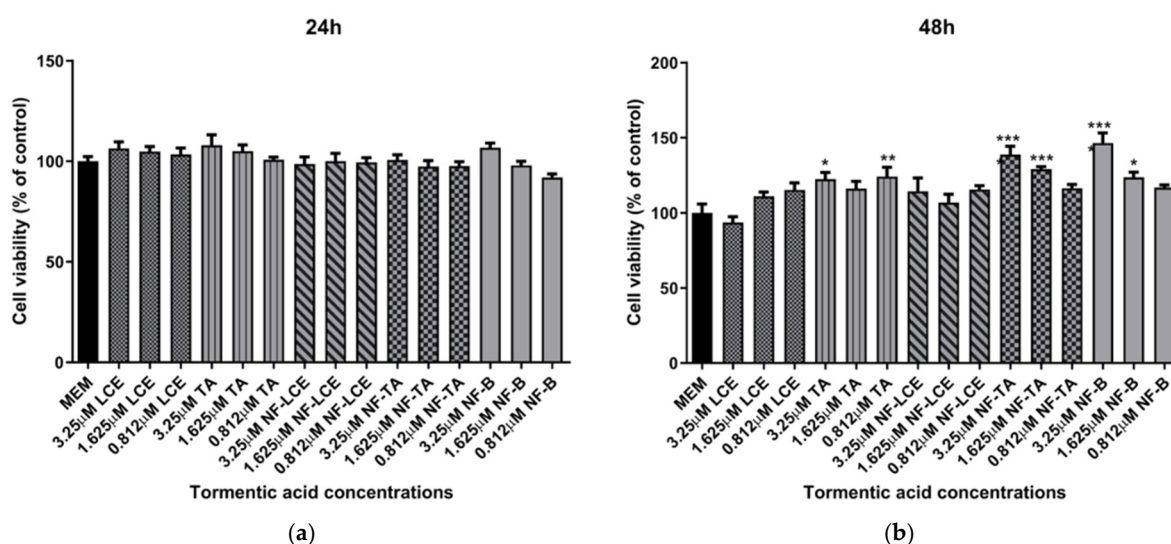 24h
Cell viability (% of control)
150
100
50
0
MEM
3.25μM LCE
1.625μM LCE
0.812μM LCE
3.25μM TA
1.625μM TA
0.812μM TA
3.25μM NF-LCE
1.625μM NF-LCE
0.812μM NF-LCE
3.25μM NF-TA
1.625μM NF-TA
0.812μM NF-TA
3.25μM NF-B
1.625μM NF-B
0.812μM NF-B
Tormentic acid concentrations
(a)
48h
Cell viability (% of control)
200
150
100
50
0
*
**
***
*
***
***
*
*
MEM
3.25μM LCE
1.625μM LCE
0.812μM LCE
3.25μM TA
1.625μM TA
0.812μM TA
3.25μM NF-LCE
1.625μM NF-LCE
0.812μM NF-LCE
3.25μM NF-TA
1.625μM NF-TA
0.812μM NF-TA
3.25μM NF-B
1.625μM NF-B
0.812μM NF-B
Tormentic acid concentrations
(b)